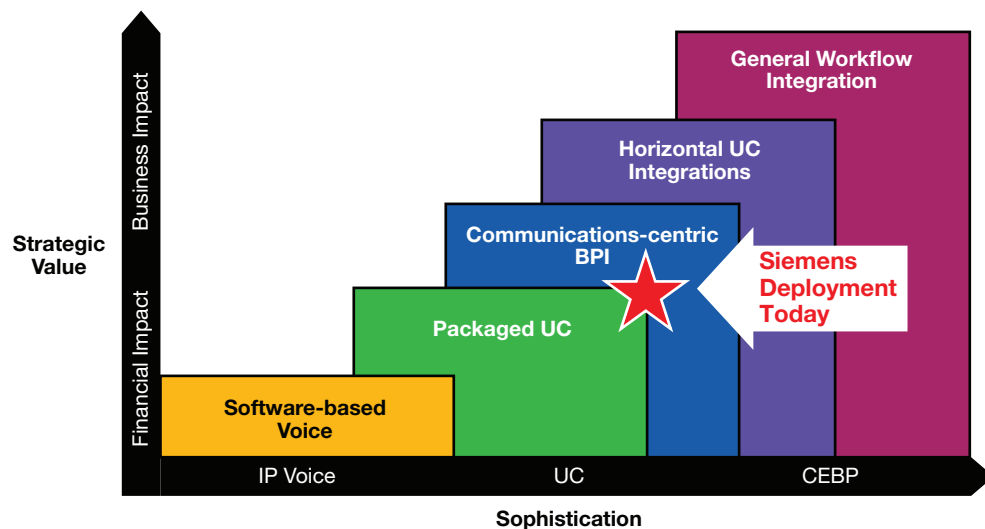 General Workflow
Integration
Horizontal UC
Integrations
Communications-centric
BPI
Siemens
Deployment
Today
Packaged UC
Software-based
Voice
Strategic
Value
Business Impact
Financial Impact
IP Voice
UC
CEBP
Sophistication